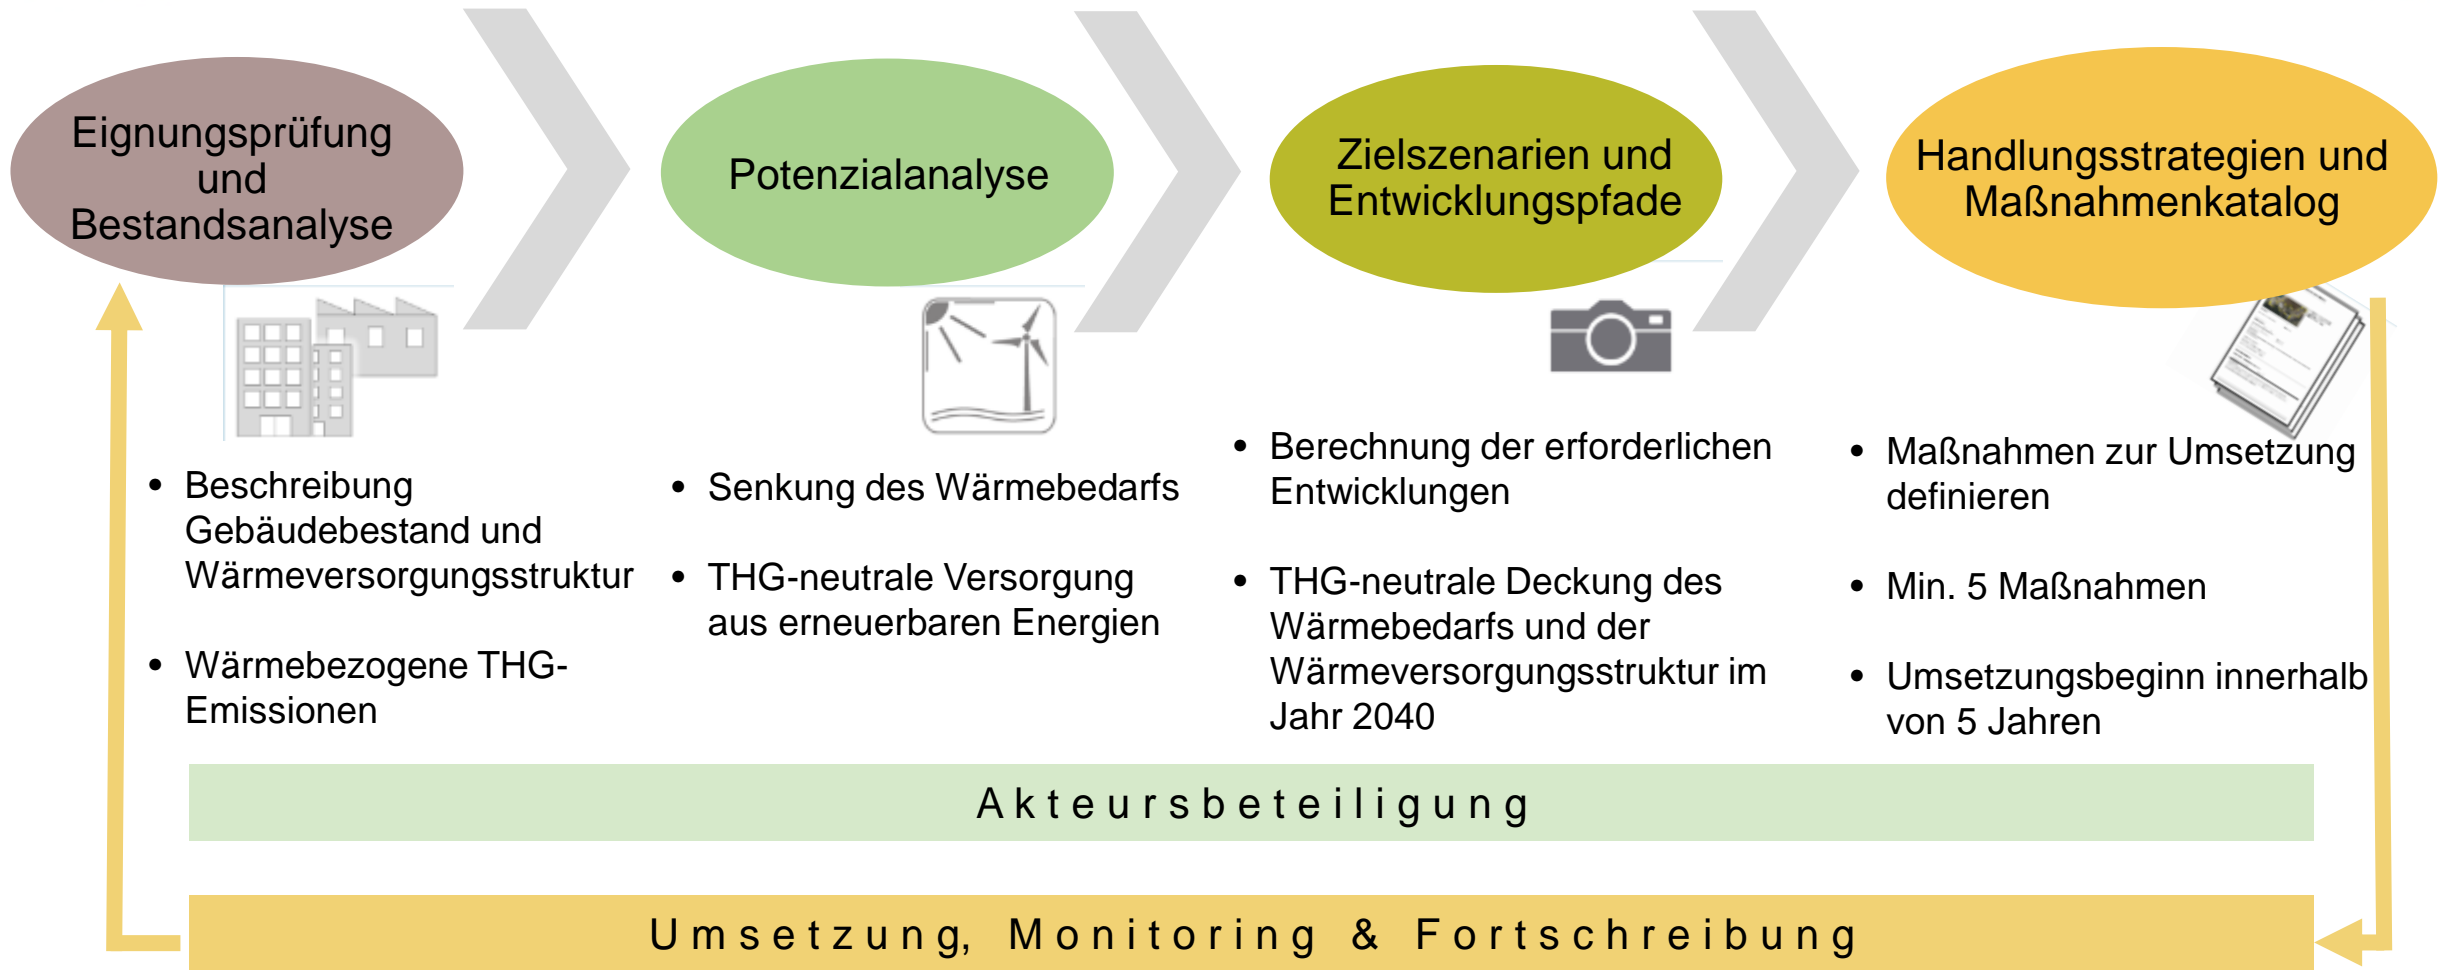 Eignungsprüfung
und
Bestandsanalyse
Potenzialanalyse
Zielszenarien und
Entwicklungspfade
Handlungsstrategien und
Maßnahmenkatalog
• Beschreibung
Gebäudebestand und
Wärmeversorgungsstruktur
• Wärmebezogene THG-
Emissionen
• Senkung des Wärmebedarfs
• THG-neutrale Versorgung
aus erneuerbaren Energien
• Berechnung der erforderlichen
Entwicklungen
• THG-neutrale Deckung des
Wärmebedarfs und der
Wärmeversorgungsstruktur im
Jahr 2040
• Maßnahmen zur Umsetzung
definieren
• Min. 5 Maßnahmen
• Umsetzungsbeginn innerhalb
von 5 Jahren
Akteursbeteiligung
Umsetzung, Monitoring & Fortschreibung